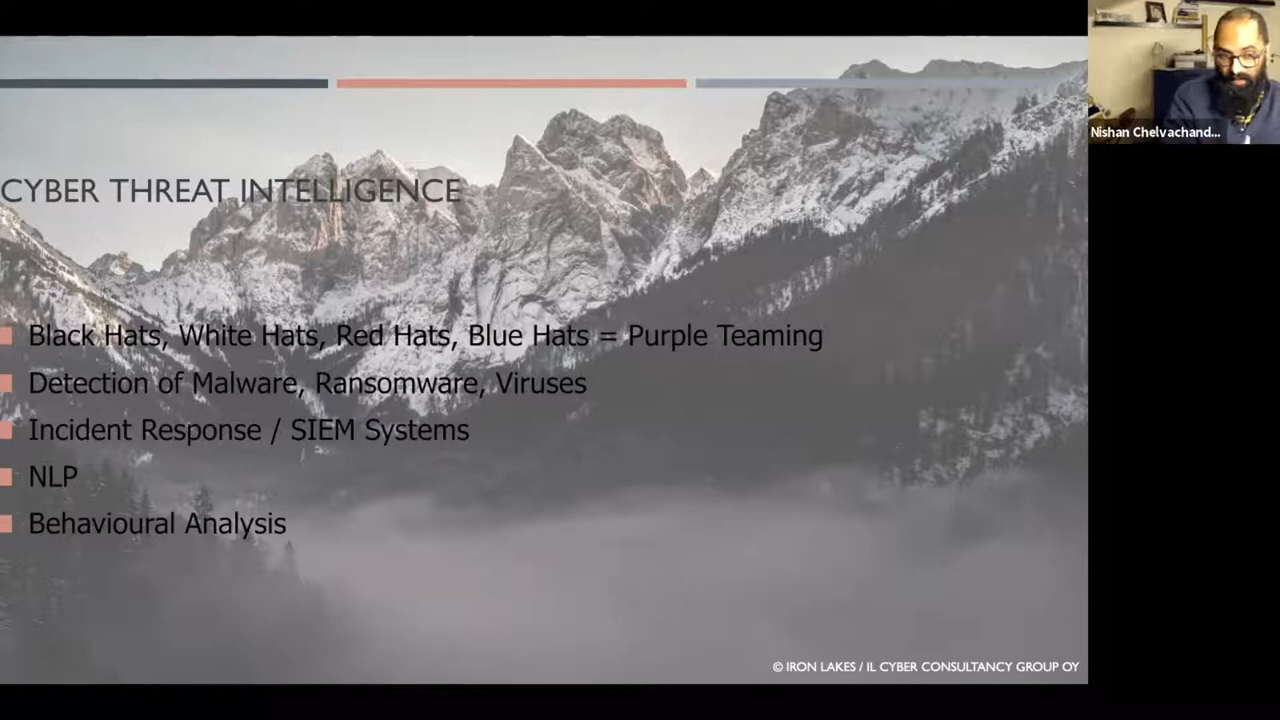 CYBER THREAT INTELLIGENCE
Black Hats, White Hats, Red Hats, Blue Hats = Purple Teaming
Detection of Malware, Ransomware, Viruses
Incident Response / SIEM Systems
NLP
Behavioural Analysis
© IRON LAKES / IL CYBER CONSULTANCY GROUP OY
Nishan Chelvachand...